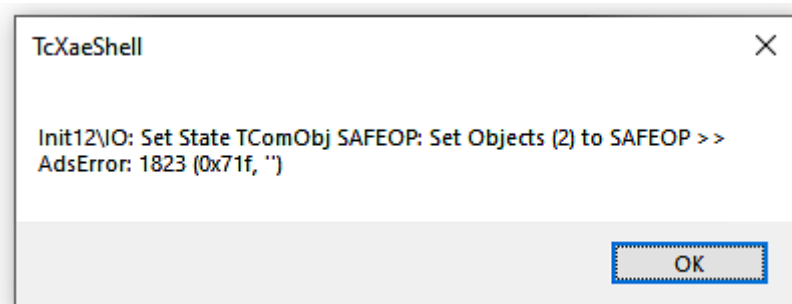 TcXaeShell
Init12\IO: Set State TComObj SAFEOP: Set Objects (2) to SAFEOP >>
AdsError: 1823 (0x71f, '')
OK